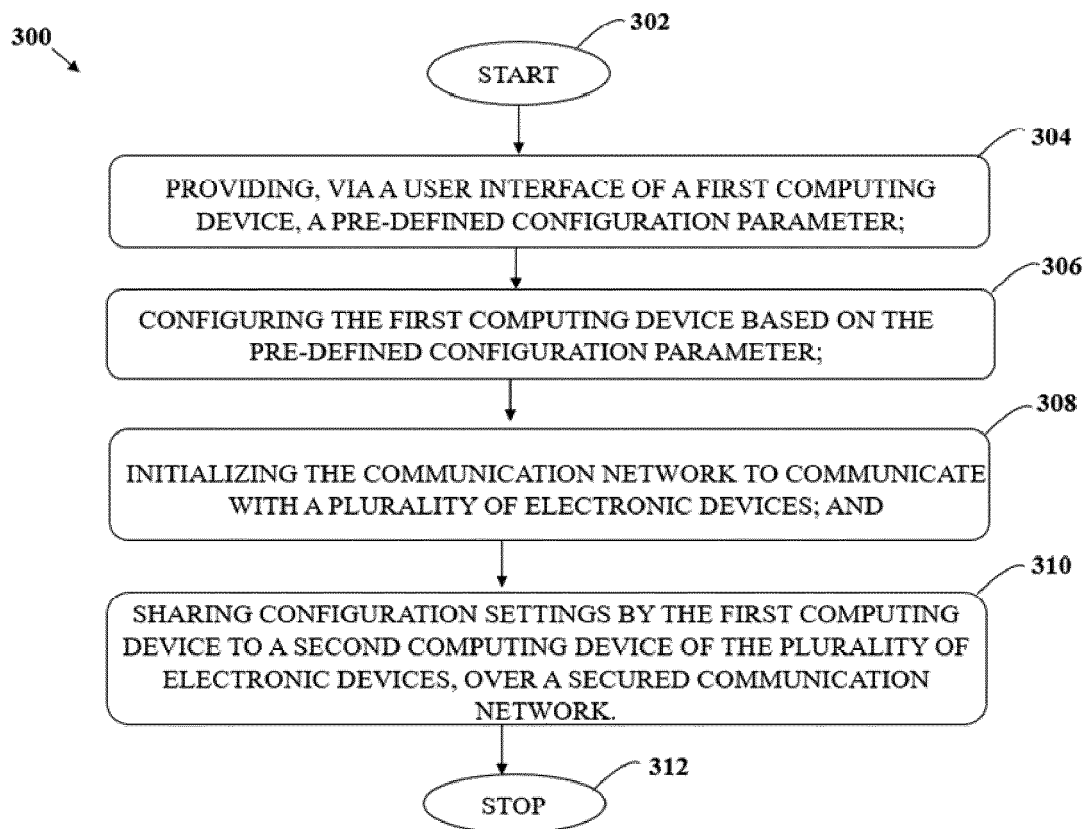 300
302
START
304
PROVIDING, VIA A USER INTERFACE OF A FIRST COMPUTING
DEVICE, A PRE-DEFINED CONFIGURATION PARAMETER;
306
CONFIGURING THE FIRST COMPUTING DEVICE BASED ON THE
PRE-DEFINED CONFIGURATION PARAMETER;
308
INITIALIZING THE COMMUNICATION NETWORK TO COMMUNICATE
WITH A PLURALITY OF ELECTRONIC DEVICES; AND
310
SHARING CONFIGURATION SETTINGS BY THE FIRST COMPUTING
DEVICE TO A SECOND COMPUTING DEVICE OF THE PLURALITY OF
ELECTRONIC DEVICES, OVER A SECURED COMMUNICATION
NETWORK.
312
STOP